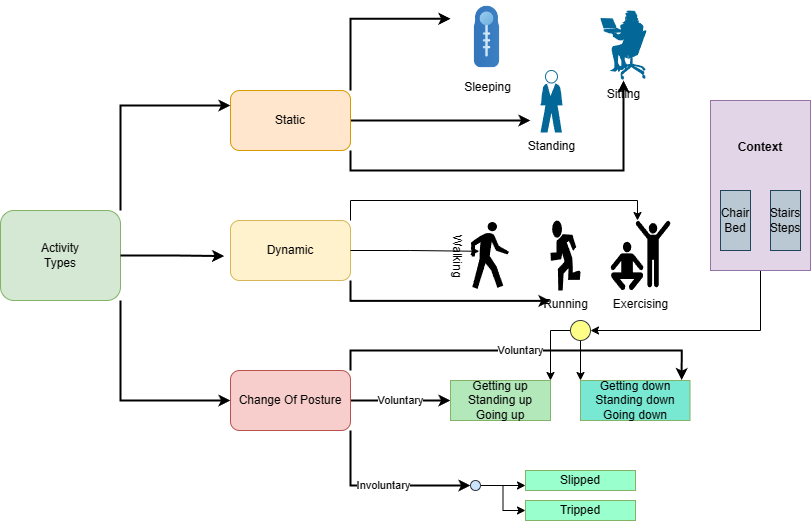 Sleeping
Sitting
Static
Standing
Context
Chair
Bed
Stairs
Steps
Activity
Types
Dynamic
Walking
Running
Exercising
Voluntary
Change Of Posture
Voluntary
Getting up
Standing up
Going up
Getting down
Standing down
Going down
Involuntary
Slipped
Tripped